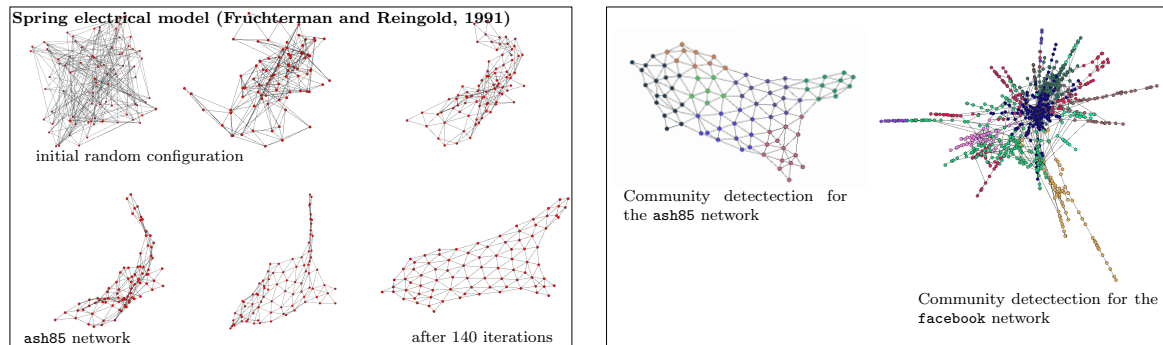 Spring electrical model (Fruchterman and Reingold, 1991)
initial random configuration
ash85 network
after 140 iterations
Community detectection for
the ash85 network
Community detectection for the
facebook network